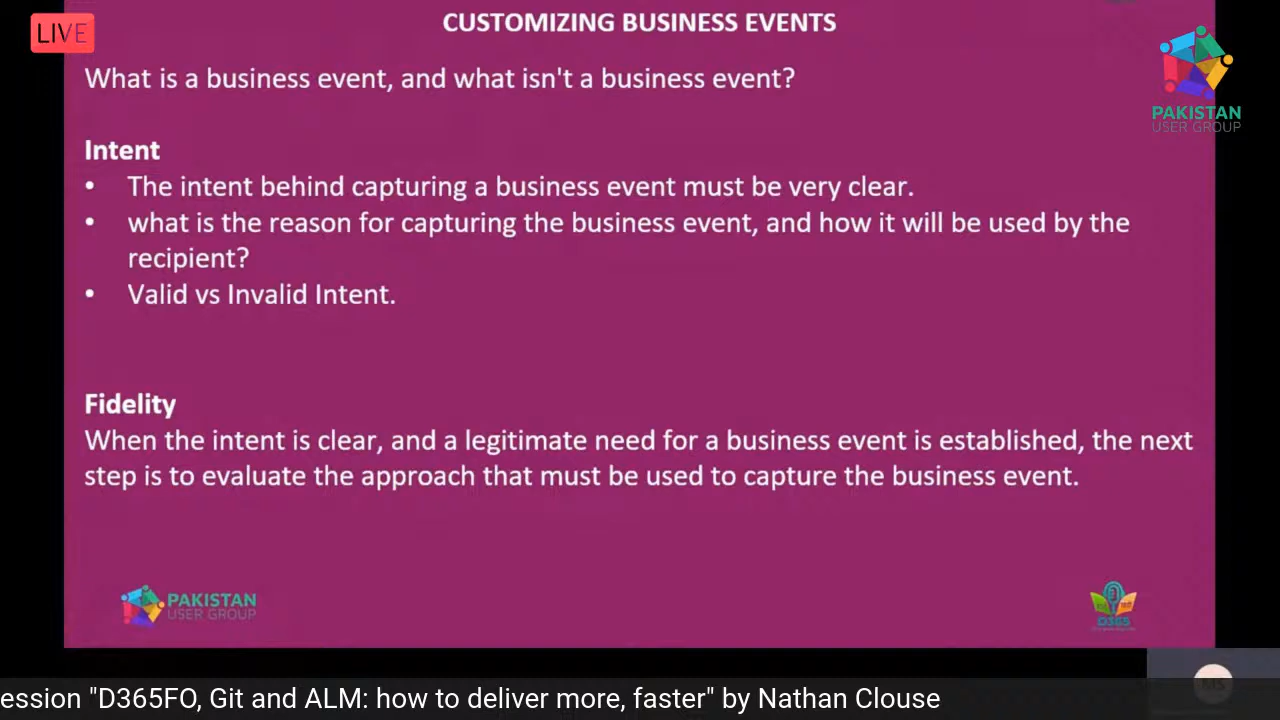 CUSTOMIZING BUSINESS EVENTS
LIVE
What is a business event, and what isn't a business event?
PAKISTAN
USER GROUP
Intent
• The intent behind capturing a business event must be very clear.
• what is the reason for capturing the business event, and how it will be used by the
recipient?
• Valid vs Invalid Intent.
Fidelity
When the intent is clear, and a legitimate need for a business event is established, the next
step is to evaluate the approach that must be used to capture the business event.
PAKISTAN
USER GROUP
D365
ession "D365FO, Git and ALM: how to deliver more, faster" by Nathan Clouse